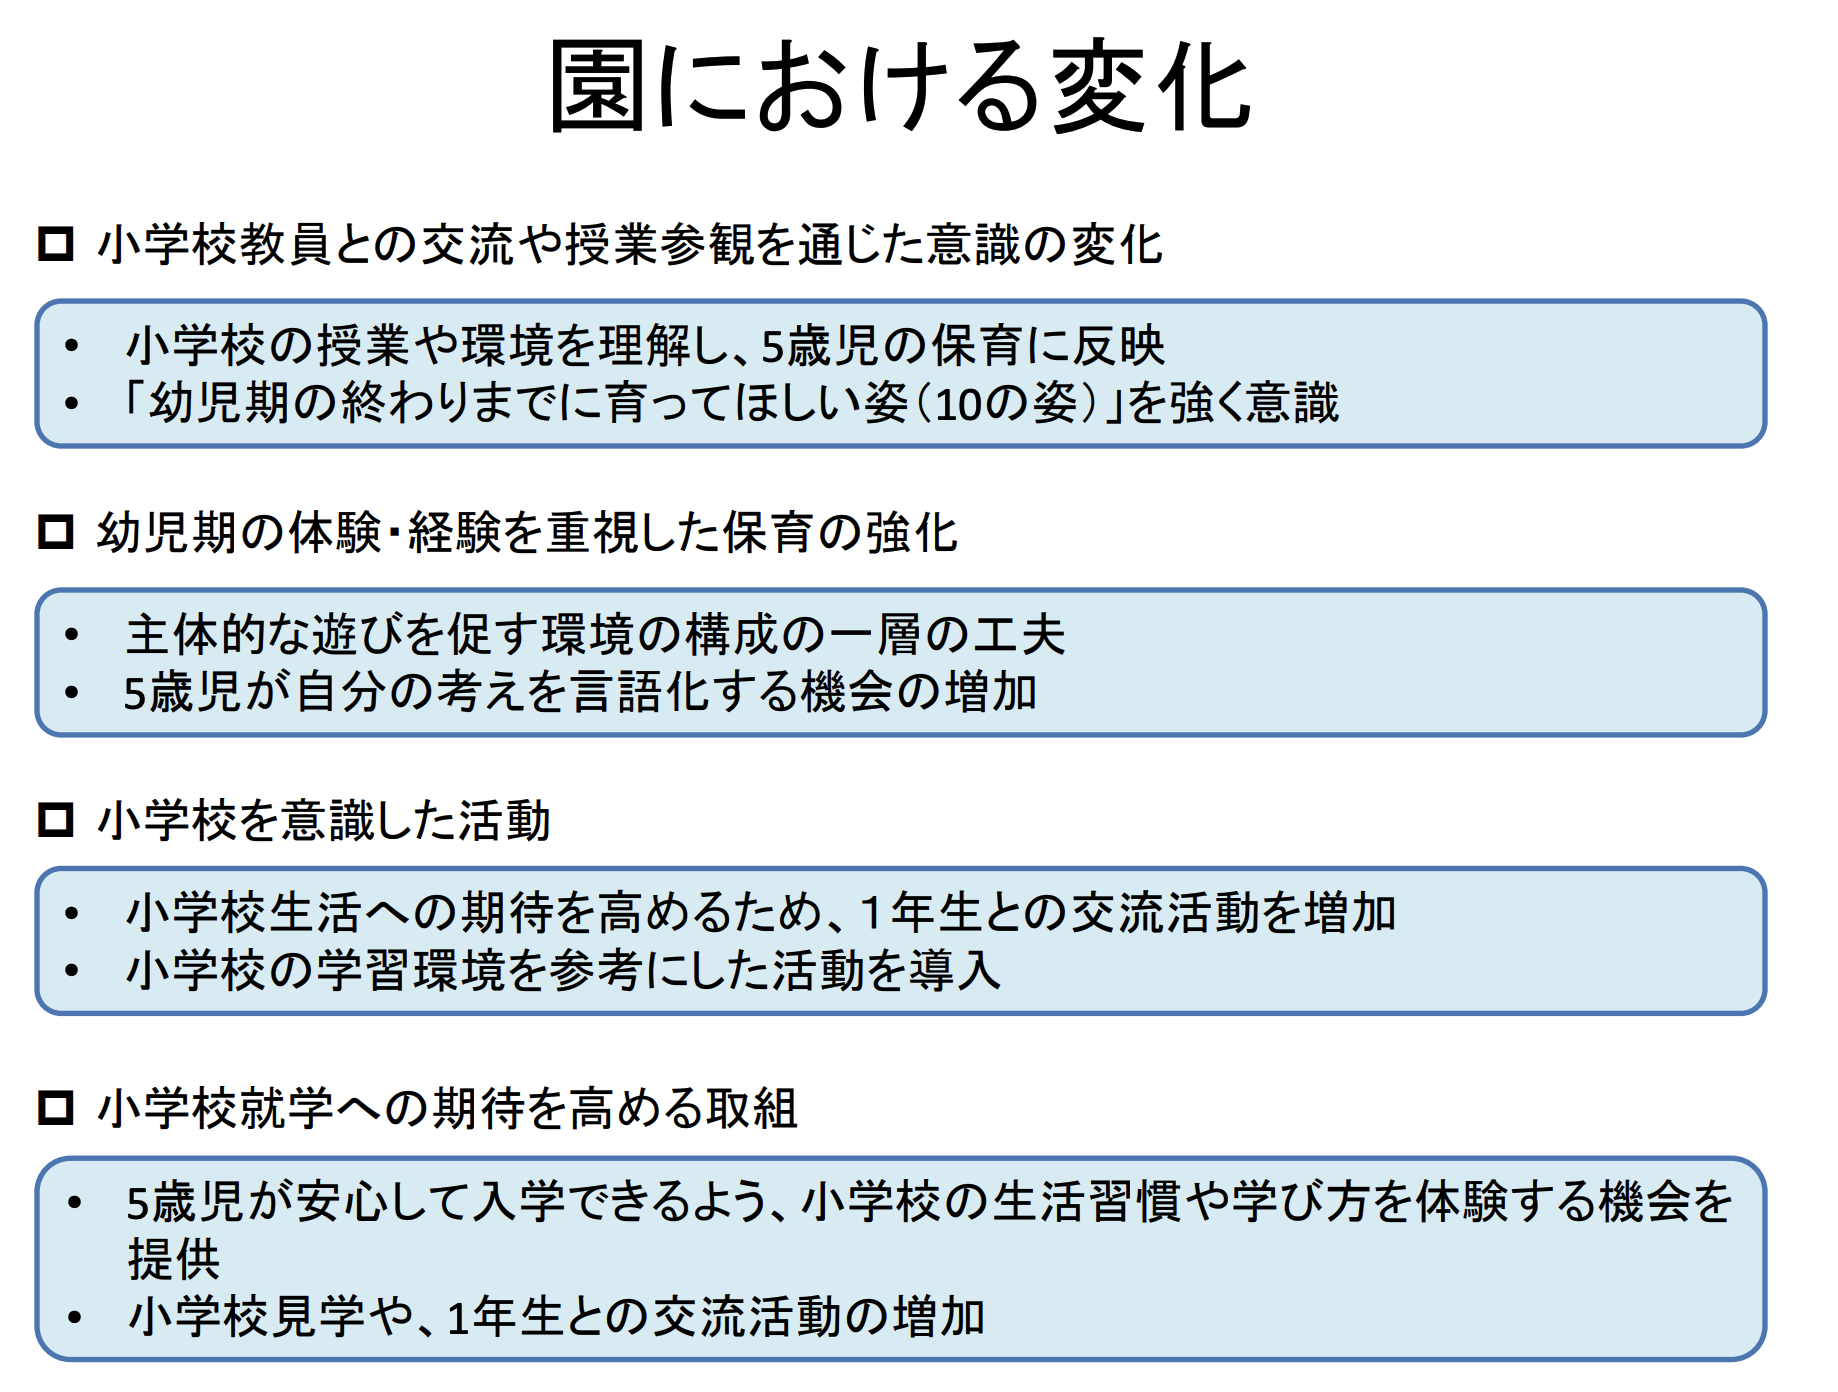 園における変化
小学校教員との交流や授業参観を通じた意識の変化
• 小学校の授業や環境を理解し、5歳児の保育に反映
• 「幼児期の終わりまでに育ってほしい姿（10の姿）」を強く意識
幼児期の体験・経験を重視した保育の強化
• 主体的な遊びを促す環境の構成の一層の工夫
• 5歳児が自分の考えを言語化する機会の増加
小学校を意識した活動
• 小学校生活への期待を高めるため、１年生との交流活動を増加
• 小学校の学習環境を参考にした活動を導入
小学校就学への期待を高める取組
• 5歳児が安心して入学できるよう、小学校の生活習慣や学び方を体験する機会を
提供
• 小学校見学や、1年生との交流活動の増加